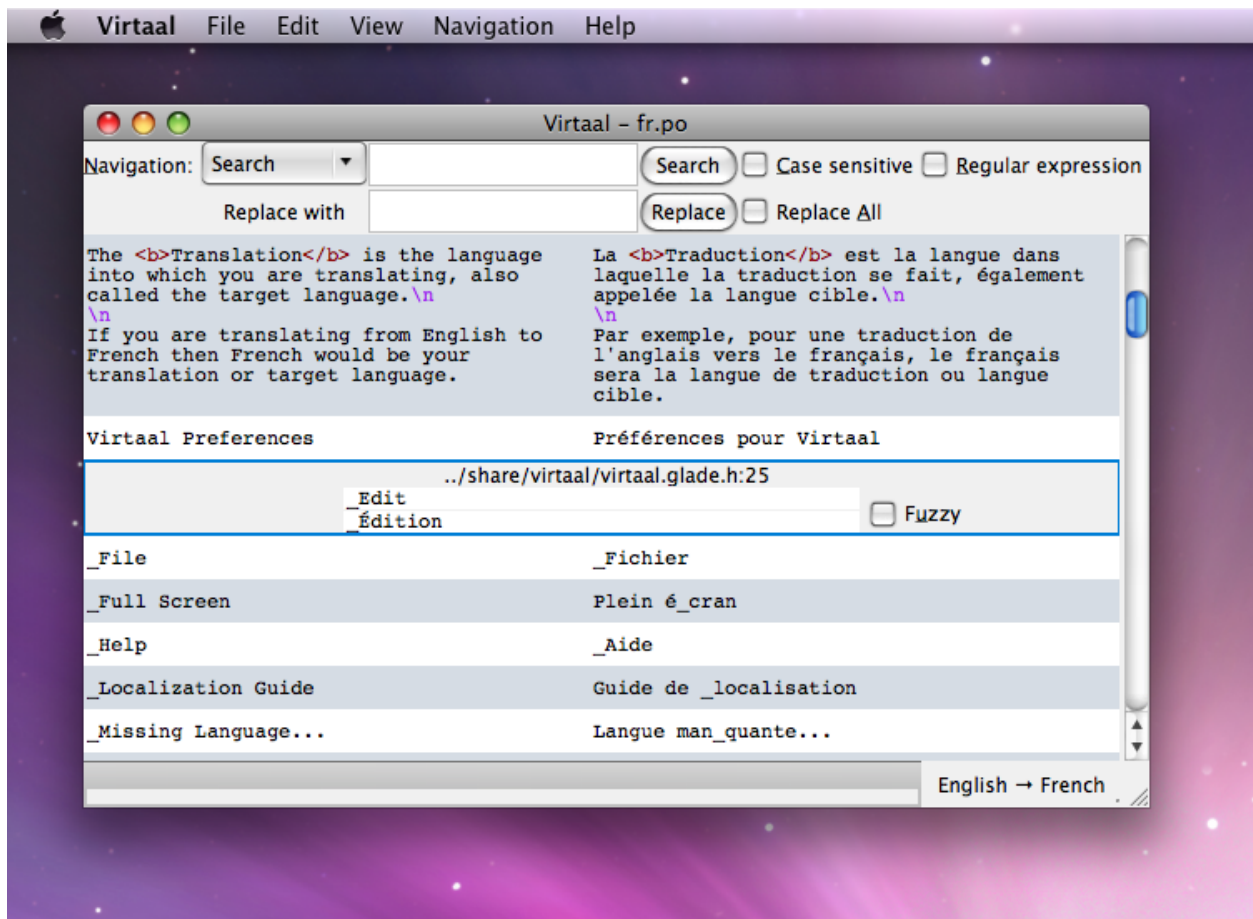 Virtaal File Edit View Navigation Help
Virtaal – fr.po
Navigation: Search Search Case sensitive Regular expression
Replace with Replace Replace All
The <b>Translation</b> is the language
into which you are translating, also
called the target language.\n
\n
If you are translating from English to
French then French would be your
translation or target language.
La <b>Traduction</b> est la langue dans
laquelle la traduction se fait, également
appelée la langue cible.\n
\n
Par exemple, pour une traduction de
l'anglais vers le français, le français
sera la langue de traduction ou langue
cible.
Virtaal Preferences Préférences pour Virtaal
../share/virtaal/virtaal.glade.h:25
_Edit
_Édition
Fuzzy
_File _Fichier
_Full Screen Plein é_cran
_Help _Aide
_Localization Guide Guide de _localisation
_Missing Language... Langue man_quante...
English → French